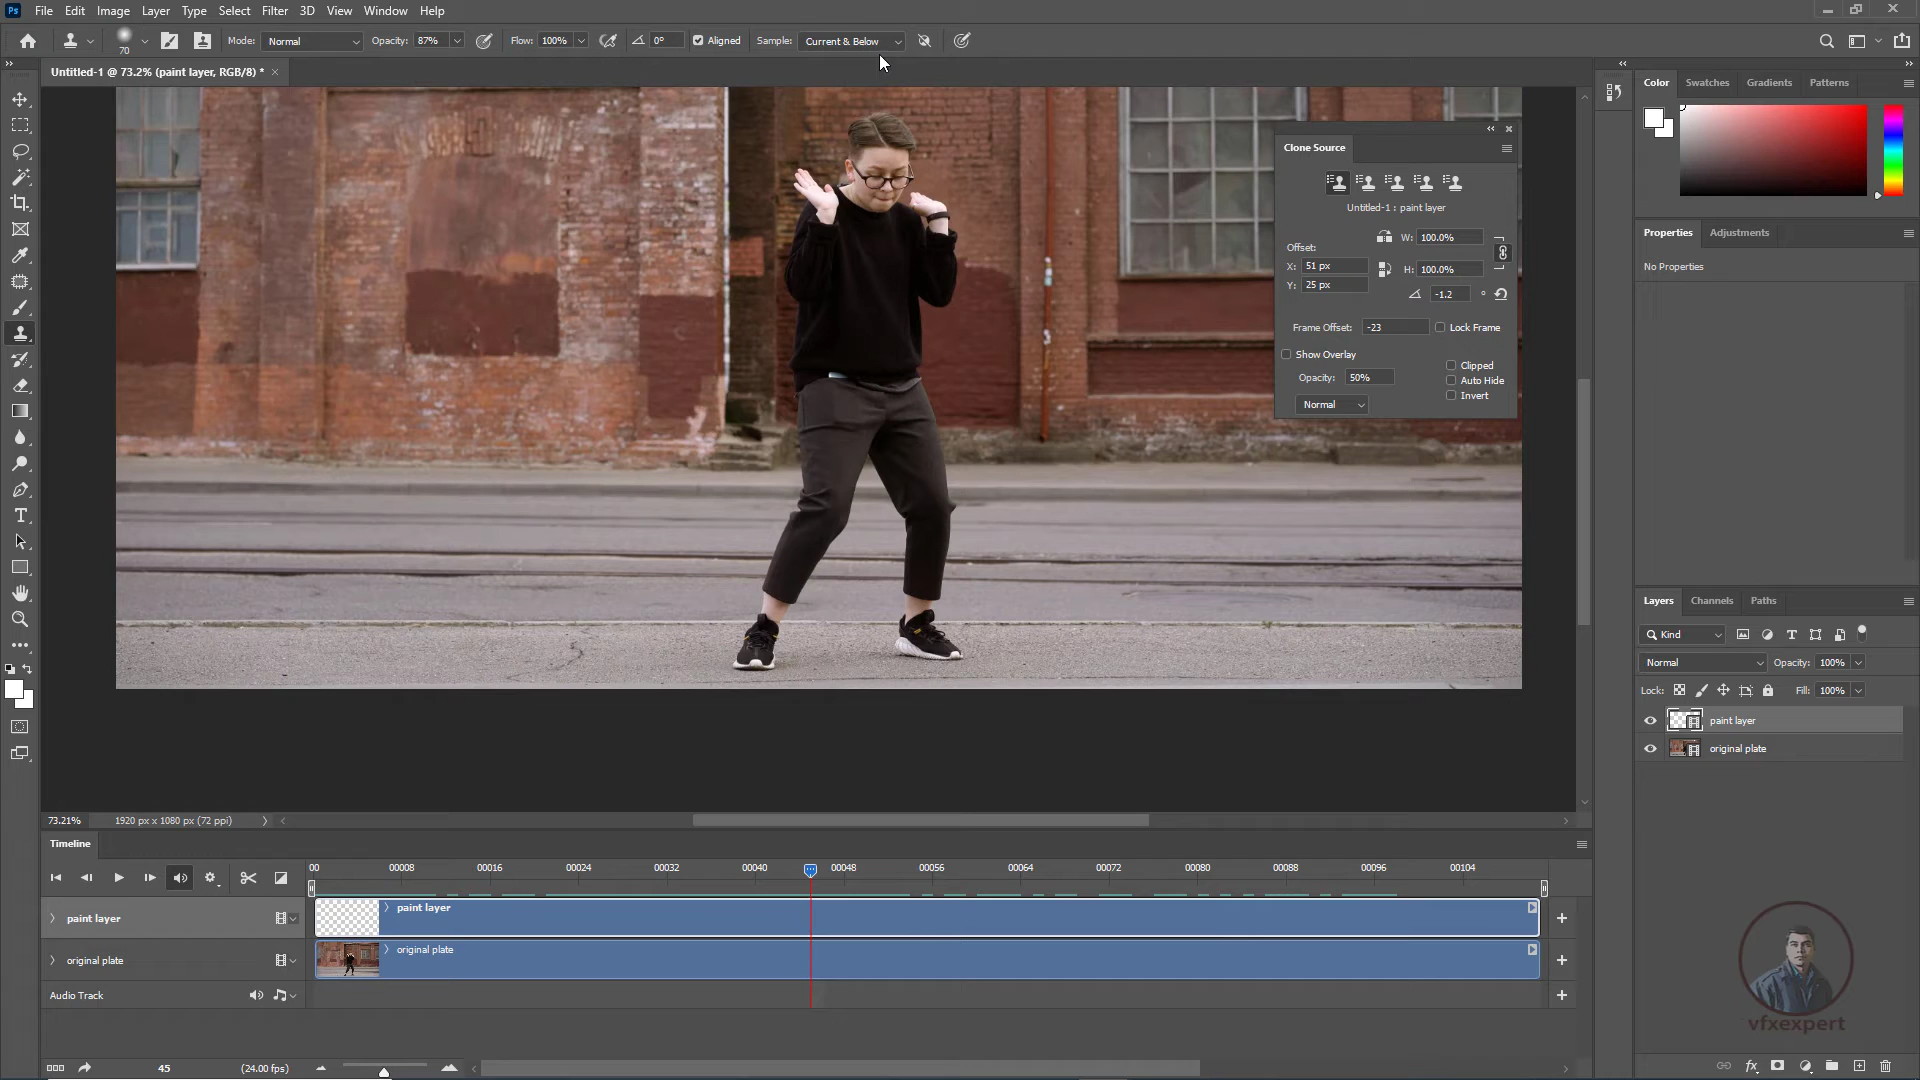 Ps File Edit Image Layer Type Select Filter 3D View Window Help
70 Mode: Normal Opacity: 87% Flow: 100% 0° Aligned Sample: Current & Below
Untitled-1 @ 73.2% (paint layer, RGB/8) *
Color Swatches Gradients Patterns
Clone Source
Untitled-1 : paint layer
W: 100.0%
Offset:
X: 51 px
H: 100.0%
Y: 25 px
-1.2 °
Frame Offset: -23 Lock Frame
Show Overlay
Clipped
Opacity: 50%
Auto Hide
Invert
Normal
Properties Adjustments
No Properties
Layers Channels Paths
Kind
Normal Opacity: 100%
Lock: Fill: 100%
paint layer
original plate
73.21% 1920 px x 1080 px (72 ppi)
Timeline
00 00008 00016 00024 00032 00040 00048 00056 00064 00072 00080 00088 00096 00104
paint layer paint layer
original plate original plate
Audio Track
45 (24.00 fps)
vfxexpert